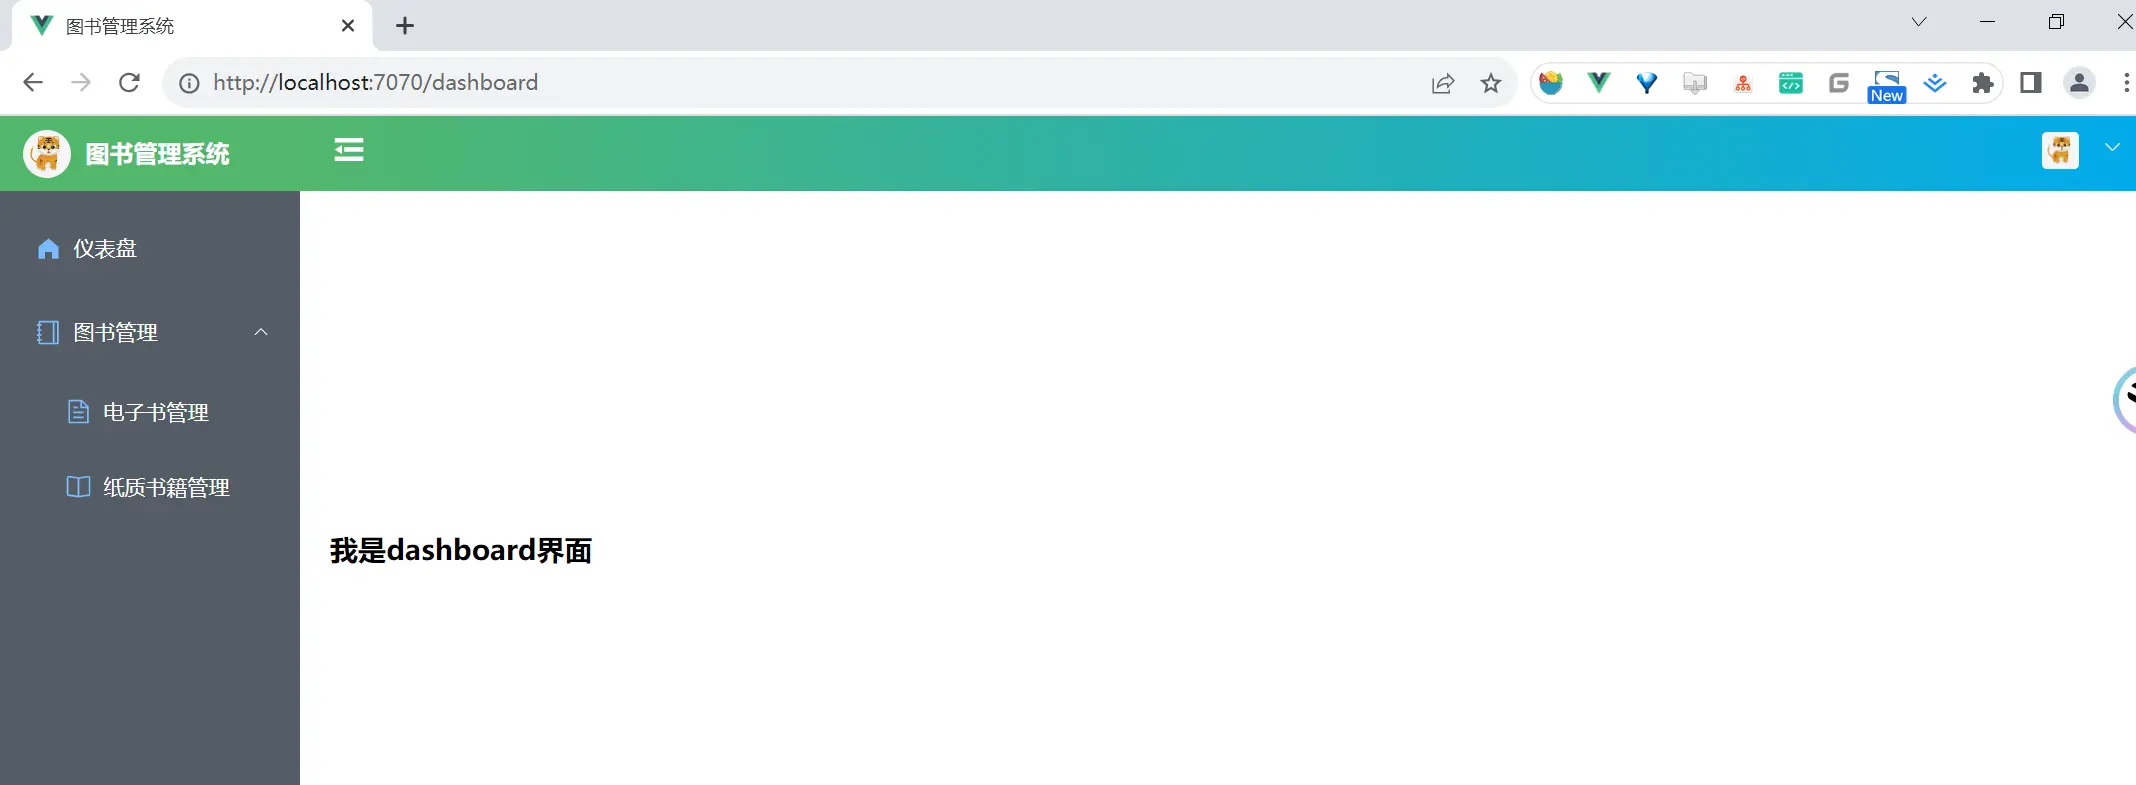 图书管理系统
http://localhost:7070/dashboard
New
图书管理系统
仪表盘
图书管理
电子书管理
纸质书籍管理
我是dashboard界面